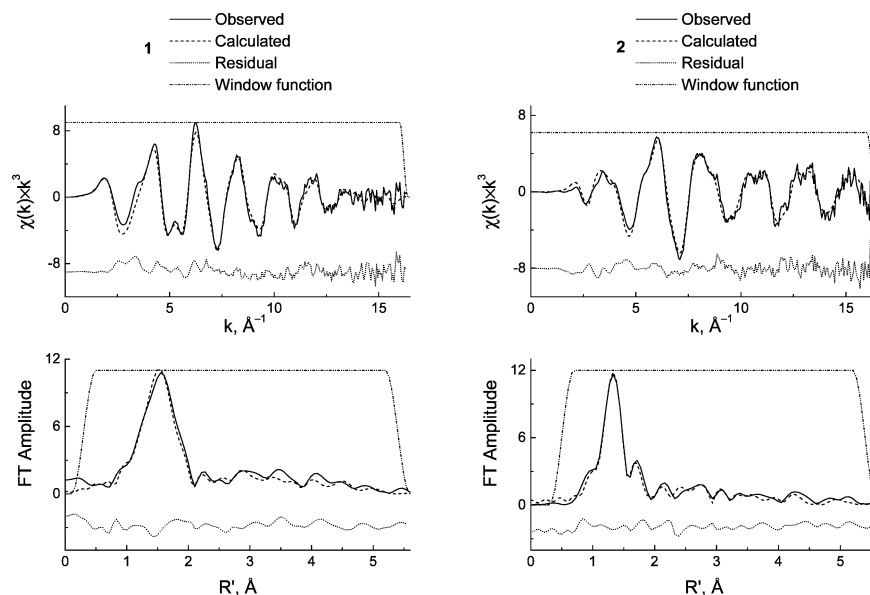 1
Observed
Calculated
Residual
Window function
χ(k)×k³
8
0
-8
0
5
10
15
k, Å⁻¹
FT Amplitude
12
6
0
0
1
2
3
4
5
R', Å
2
Observed
Calculated
Residual
Window function
χ(k)×k³
8
0
-8
0
5
10
15
k, Å⁻¹
FT Amplitude
12
6
0
0
1
2
3
4
5
R', Å